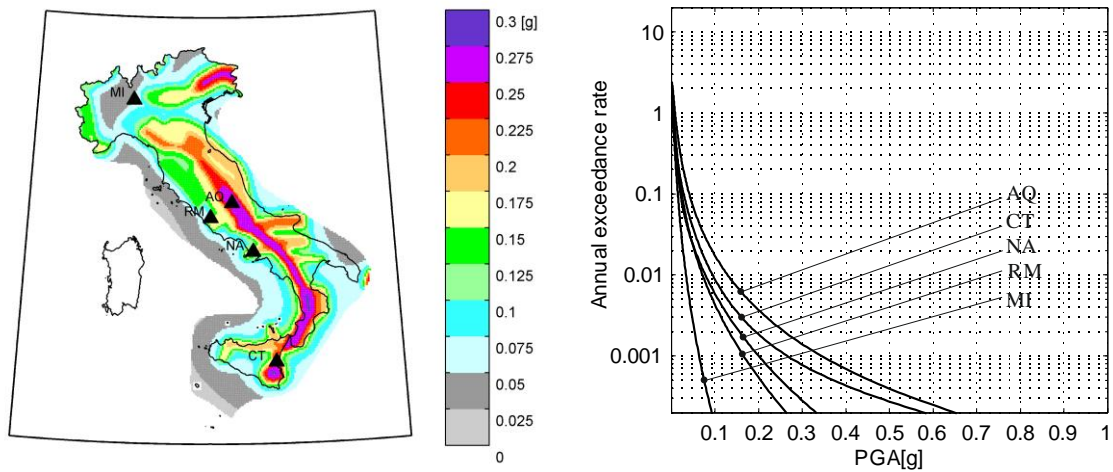 MI
AQ
RM
NA
CT
0.3 [g]
0.275
0.25
0.225
0.2
0.175
0.15
0.125
0.1
0.075
0.05
0.025
0
Annual exceedance rate
10
1
0.1
0.01
0.001
AQ
CT
NA
RM
MI
0.1 0.2 0.3 0.4 0.5 0.6 0.7 0.8 0.9 1
PGA[g]